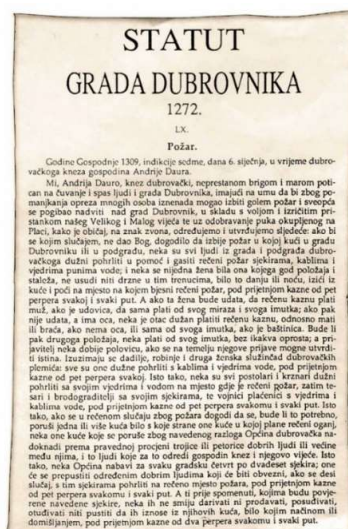 STATUT
GRADA DUBROVNIKA
1272.
LX.
Požar.
Godine Gospodnje 1309, indikcije sedme, dana 6. siječnja, u vrijeme dubro-
vačkoga kneza gospodina Andrije Daura.
Mi, Andrija Dauro, knez dubrovački, neprestanom brigom i marom poti-
can na čuvanje i spas ljudi i grada Dubrovnika, imajući na umu da bi zbog po-
manjkanja opreza mnogih osoba iznenada mogao izbiti golem požar i sveopća
se pogibao nadviti nad grad Dubrovnik, u skladu s voljom i izričitim pri-
stankom našeg Velikog i Malog vijeća te uz odobravanje puka okupljenog na
Placi, kako je običaj, na znak zvona, određujemo i utvrđujemo sljedeće: ako bi
se kojim slučajem, ne dao Bog, dogodilo da izbije požar u kojoj kući u gradu
Dubrovniku ili u podgrađu, neka su svi ljudi iz grada i podgrađa dubro-
vačkoga dužni pohrliti u pomoć i gasiti rečeni požar sjekirama, kablima i
vjedrima punima vode; i neka se nijedna žena bila ona kojega god položaja i
staleža, ne usudi niti drzne u tim trenucima, bilo to danju ili noću, izići iz
kuće i poći na mjesto na kojem bjesni rečeni požar, pod prijetnjom kazne od pet
perpera svakoj i svaki put. A ako ta žena bude udata, da rečenu kaznu plati
muž, ako je udovica, da sama plati od svog miraza i svoga imutka; ako pak
nije udata, a ima oca, neka je otac dužan platiti rečenu kaznu, odnosno mati
ili braća, ako nema oca, ili sama od svoga imutka, ako je baštinica. Bude li
pak drugoga položaja, neka plati od svog imutka, bez ikakva oprosta; a pri-
javitelj neka dobije polovicu, ako se na temelju njegove prijave mogne utvrdi-
ti istina. Izuzimaju se dadilje, robinje i druge ženska služinčad dubrovačkih
plemića: sve su one dužne pohrliti s kablima i vjedrima vode, pod prijetnjom
kazne od pet perpera svakoj. Isto tako, neka su svi postolari i krznari dužni
pohrliti sa svojim vjedrima i vodom na mjesto gdje je rečeni požar, zatim te-
sari i brodograditelji sa svojim sjekirama, te vojnici plaćenici s vjedrima i
kablima vode, pod prijetnjom kazne od pet perpera svakomu i svaki put. Isto
tako, ako se u rečenom slučaju zbog požara dogodi da se, bude li to potrebno,
poruši jedna ili više kuća bilo s koje strane one kuće u kojoj plane rečeni oganj,
neka one kuće koje se poruše zbog navedenog razloga Općina dubrovačka na-
doknadi prema pravednoj procjeni trojice ili petorice dobrih ljudi ili većine
među njima, i to ljudi koje za to odredi gospodin knez i njegovo vijeće. Isto
tako, neka Općina nabavi za svaku gradsku četvrt po dvadeset sjekira; one
će se prepustiti određenim dobrim ljudima koji će biti obvezni, ako se desi
slučaj, s tim sjekirama pohrliti na rečeno mjesto požara, pod prijetnjom kazne
od pet perpera svakomu i svaki put. A ti prije spomenuti, kojima budu povje-
rene navedene sjekire, neka ih ne smiju darivati ni prodavati, posuđivati,
otuđivati niti pustiti da ih iznose iz njihovih kuća, bilo kojim načinom ili
domišljanjem, pod prijetnjom kazne od dva perpera svakomu i svaki put.